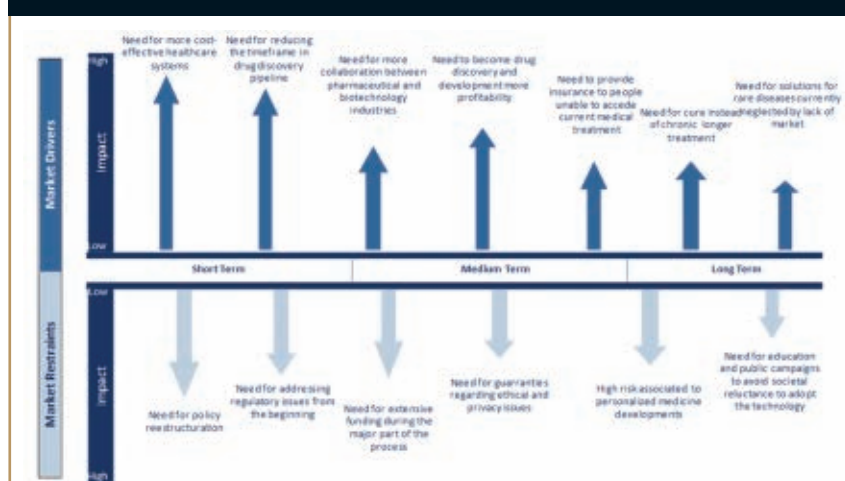 Need for more cost-
effective healthcare
systems
Need for reducing
the timeframe in
drug discovery
pipeline
Need for more
collaboration between
pharmaceutical and
biotechnology
industries
Need to become drug
discovery and
development more
profitability
Need to provide
insurance to people
unable to accede
current medical
treatment
Need for cure instead
of chronic longer
treatment
Need for solutions for
rare diseases currently
neglected by lack of
market
High
Market Drivers
Impact
Low
Short Term
Medium Term
Long Term
Low
Market Restraints
Impact
High
Need for policy
reestructuration
Need for addressing
regulatory issues from
the beginning
Need for extensive
funding during the
major part of the
process
Need for guarranties
regarding ethical and
privacy issues
High risk associated to
personalized medicine
developments
Need for education
and public campaigns
to avoid societal
reluctance to adopt
the technology